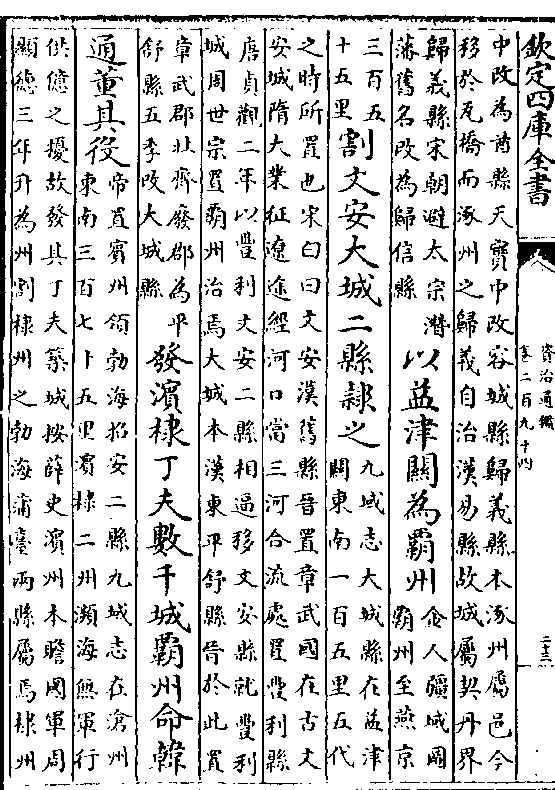 欽定四庫全書
資治通鑑
卷二百九十四
二十三
中改為酋縣天寶中改容城縣歸義縣本涿州屬邑今
移於瓦橋而涿州之歸義自治漢易縣故城屬契丹界
歸義縣宋朝避太宗濳
藩舊名改為歸信縣
以益津關為霸州
金人疆域圖
霸州至燕京
三百五
十五里
割文安大城二縣隸之
九域志大城縣在益津
關東南一百五里五代
之時所置也宋白曰文安漢舊縣晉置章武國在古文
安城隋大業征遼途經河口當三河合流處置豐利縣
唐貞觀二年以豐利文安二縣相逼移文安縣就豐利
城周世宗置霸州治焉大城本漢東平舒縣晉於此置
章武郡北齊廢郡為平
舒縣五季改大城縣
發濵棣丁夫數千城霸州命韓
通董其役
帝置賓州領勃海招安二縣九域志在滄州
東南三百七十五里濵棣二州瀕海無軍行
供億之擾故發其丁夫築城按薛史濱州本贍國軍周
顯德三年升為州割棣州之勃海蒲臺兩縣屬焉棣州